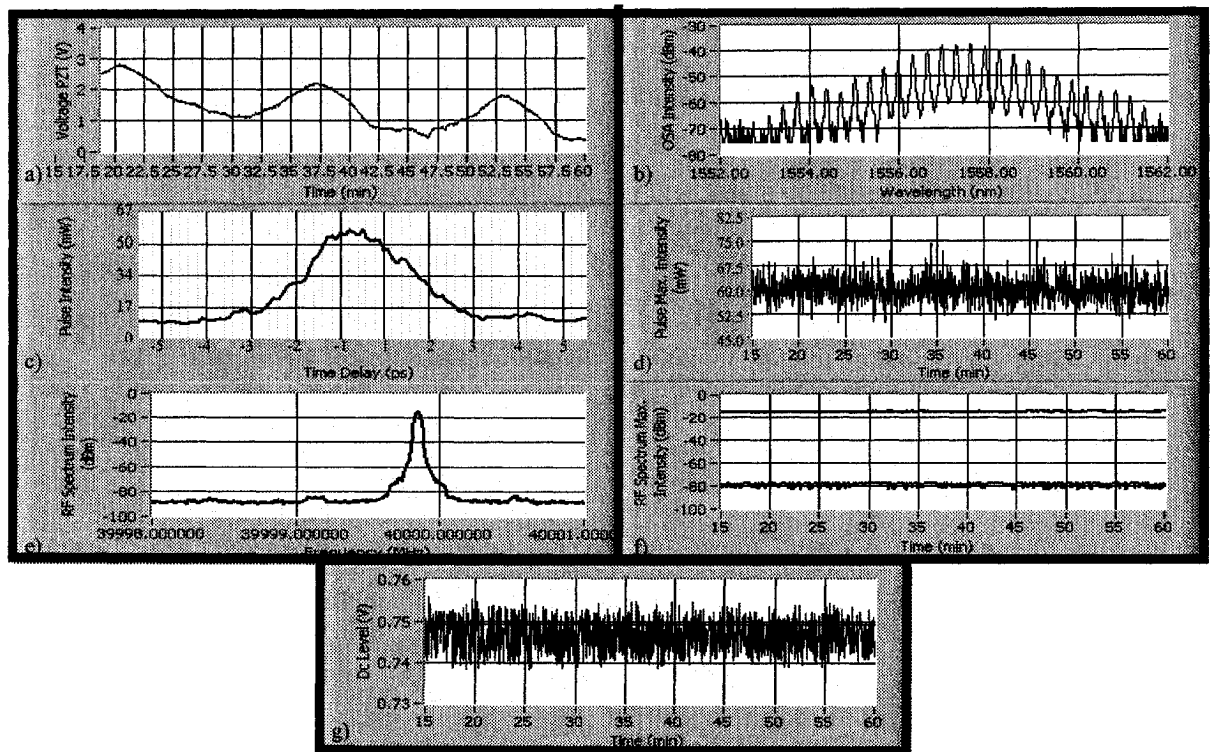 4
3
2
1
0
Voltage PZT (V)
a)
15 17.5 20 22.5 25 27.5 30 32.5 35 37.5 40 42.5 45 47.5 50 52.5 55 57.5 60
Time (min)
-30
-40
-50
-60
-70
-80
OSA Intensity (dBm)
b)
1552.00 1554.00 1556.00 1558.00 1560.00 1562.00
Wavelength (nm)
67
50
34
17
0
Pulse Intensity (mW)
-5 -4 -3 -2 -1 1 2 3 4 5
c)
Time Delay (ps)
82.5
75.0
67.5
60.0
52.5
45.0
Pulse Max. Intensity
(mW)
15 20 25 30 35 40 45 50 55 60
d)
Time (min)
0
-20
-40
-60
-80
-100
RF Spectrum Intensity
(dBm)
39998.000000 39999.000000 40000.000000 40001.0000
e)
Frequency (MHz)
0
-20
-40
-60
-80
-100
RF Spectrum Max.
Intensity (dBm)
15 20 25 30 35 40 45 50 55 60
f)
Time (min)
0.76
0.75
0.74
0.73
Dc Level (V)
15 20 25 30 35 40 45 50 55 60
g)
Time (min)